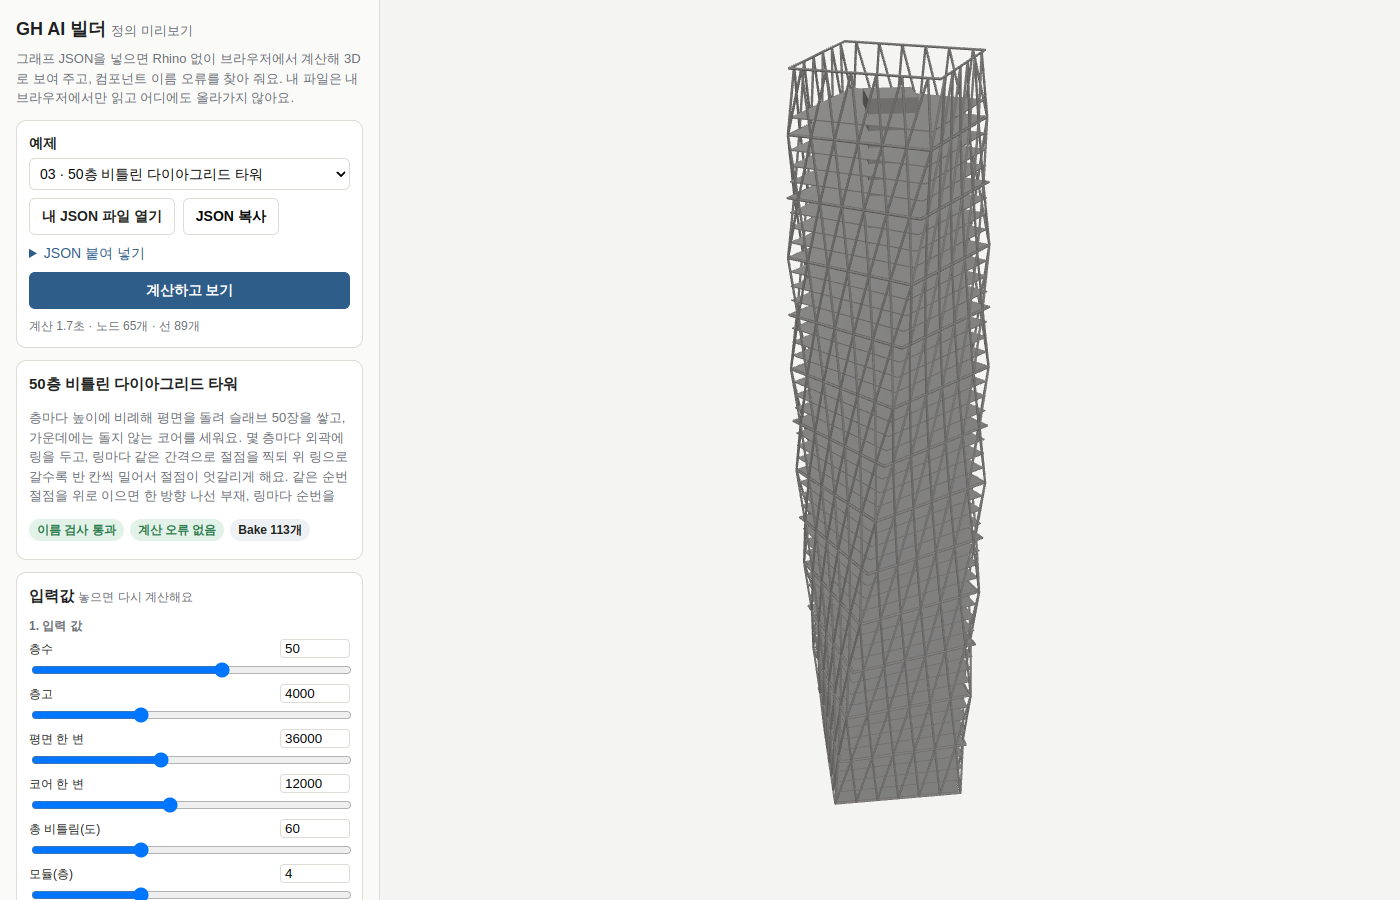 GH AI 빌더 정의 미리보기
그래프 JSON을 넣으면 Rhino 없이 브라우저에서 계산해 3D
로 보여 주고, 컴포넌트 이름 오류를 찾아 줘요. 내 파일은 내
브라우저에서만 읽고 어디에도 올라가지 않아요.
예제
03 · 50층 비틀린 다이아그리드 타워
내 JSON 파일 열기
JSON 복사
JSON 붙여 넣기
계산하고 보기
계산 1.7초 · 노드 65개 · 선 89개
50층 비틀린 다이아그리드 타워
층마다 높이에 비례해 평면을 돌려 슬래브 50장을 쌓고,
가운데에는 돌지 않는 코어를 세워요. 몇 층마다 외곽에
링을 두고, 링마다 같은 간격으로 절점을 찍되 위 링으로
갈수록 반 칸씩 밀어서 절점이 엇갈리게 해요. 같은 순번
절점을 위로 이으면 한 방향 나선 부재, 링마다 순번을
이름 검사 통과
계산 오류 없음
Bake 113개
입력값 놓으면 다시 계산해요
1. 입력 값
층수 50
층고 4000
평면 한 변 36000
코어 한 변 12000
총 비틀림(도) 60
모듈(층) 4